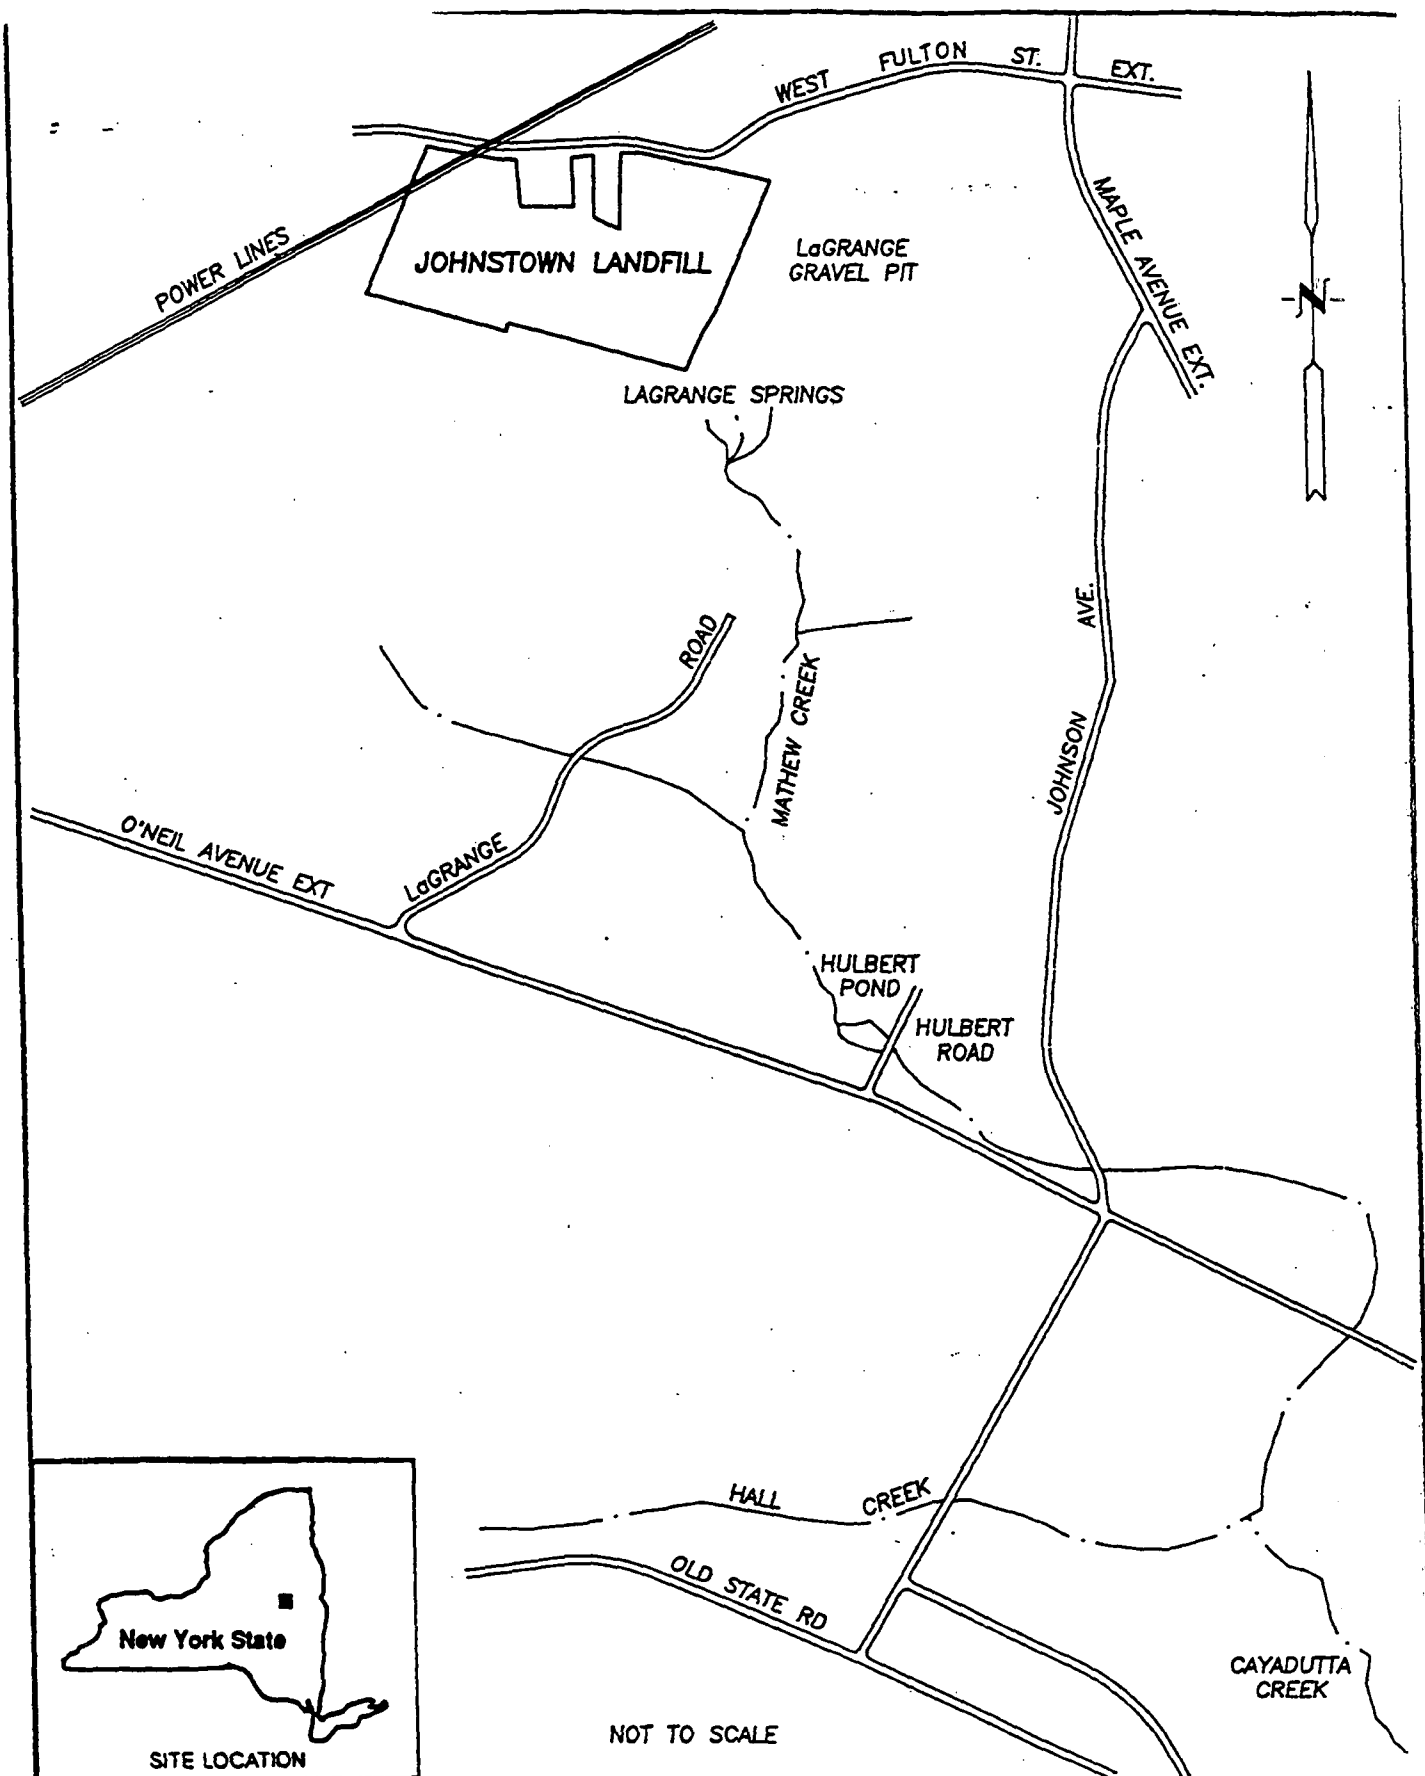 WEST FULTON ST. EXT.
MAPLE AVENUE EXT.
POWER LINES
JOHNSTOWN LANDFILL
LaGRANGE
GRAVEL PIT
N
LAGRANGE SPRINGS
LaGRANGE ROAD
MATHEW CREEK
JOHNSON AVE.
O'NEIL AVENUE EXT
HULBERT
POND
HULBERT
ROAD
HALL CREEK
OLD STATE RD
New York State
CAYADUTTA
CREEK
NOT TO SCALE
SITE LOCATION